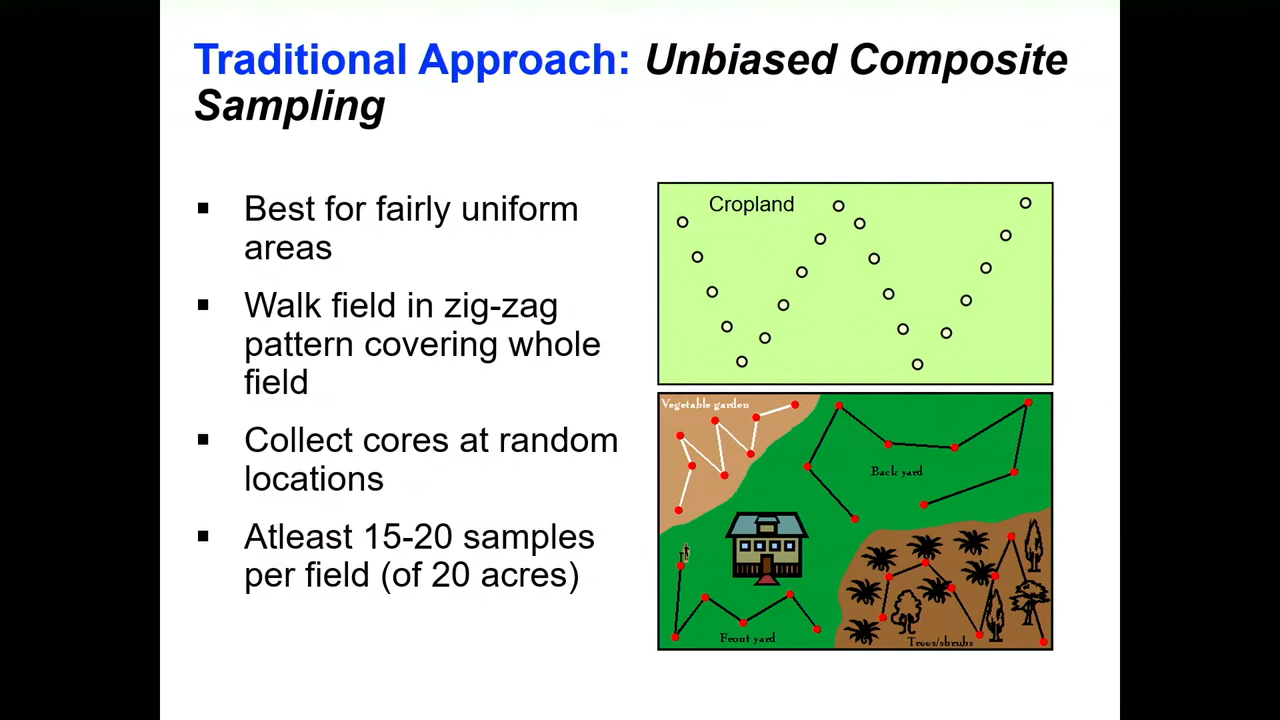 Traditional Approach: Unbiased Composite
Sampling
▪ Best for fairly uniform
areas
▪ Walk field in zig-zag
pattern covering whole
field
▪ Collect cores at random
locations
▪ Atleast 15-20 samples
per field (of 20 acres)
Cropland
Vegetable garden
Back yard
Front yard
Trees/shrubs